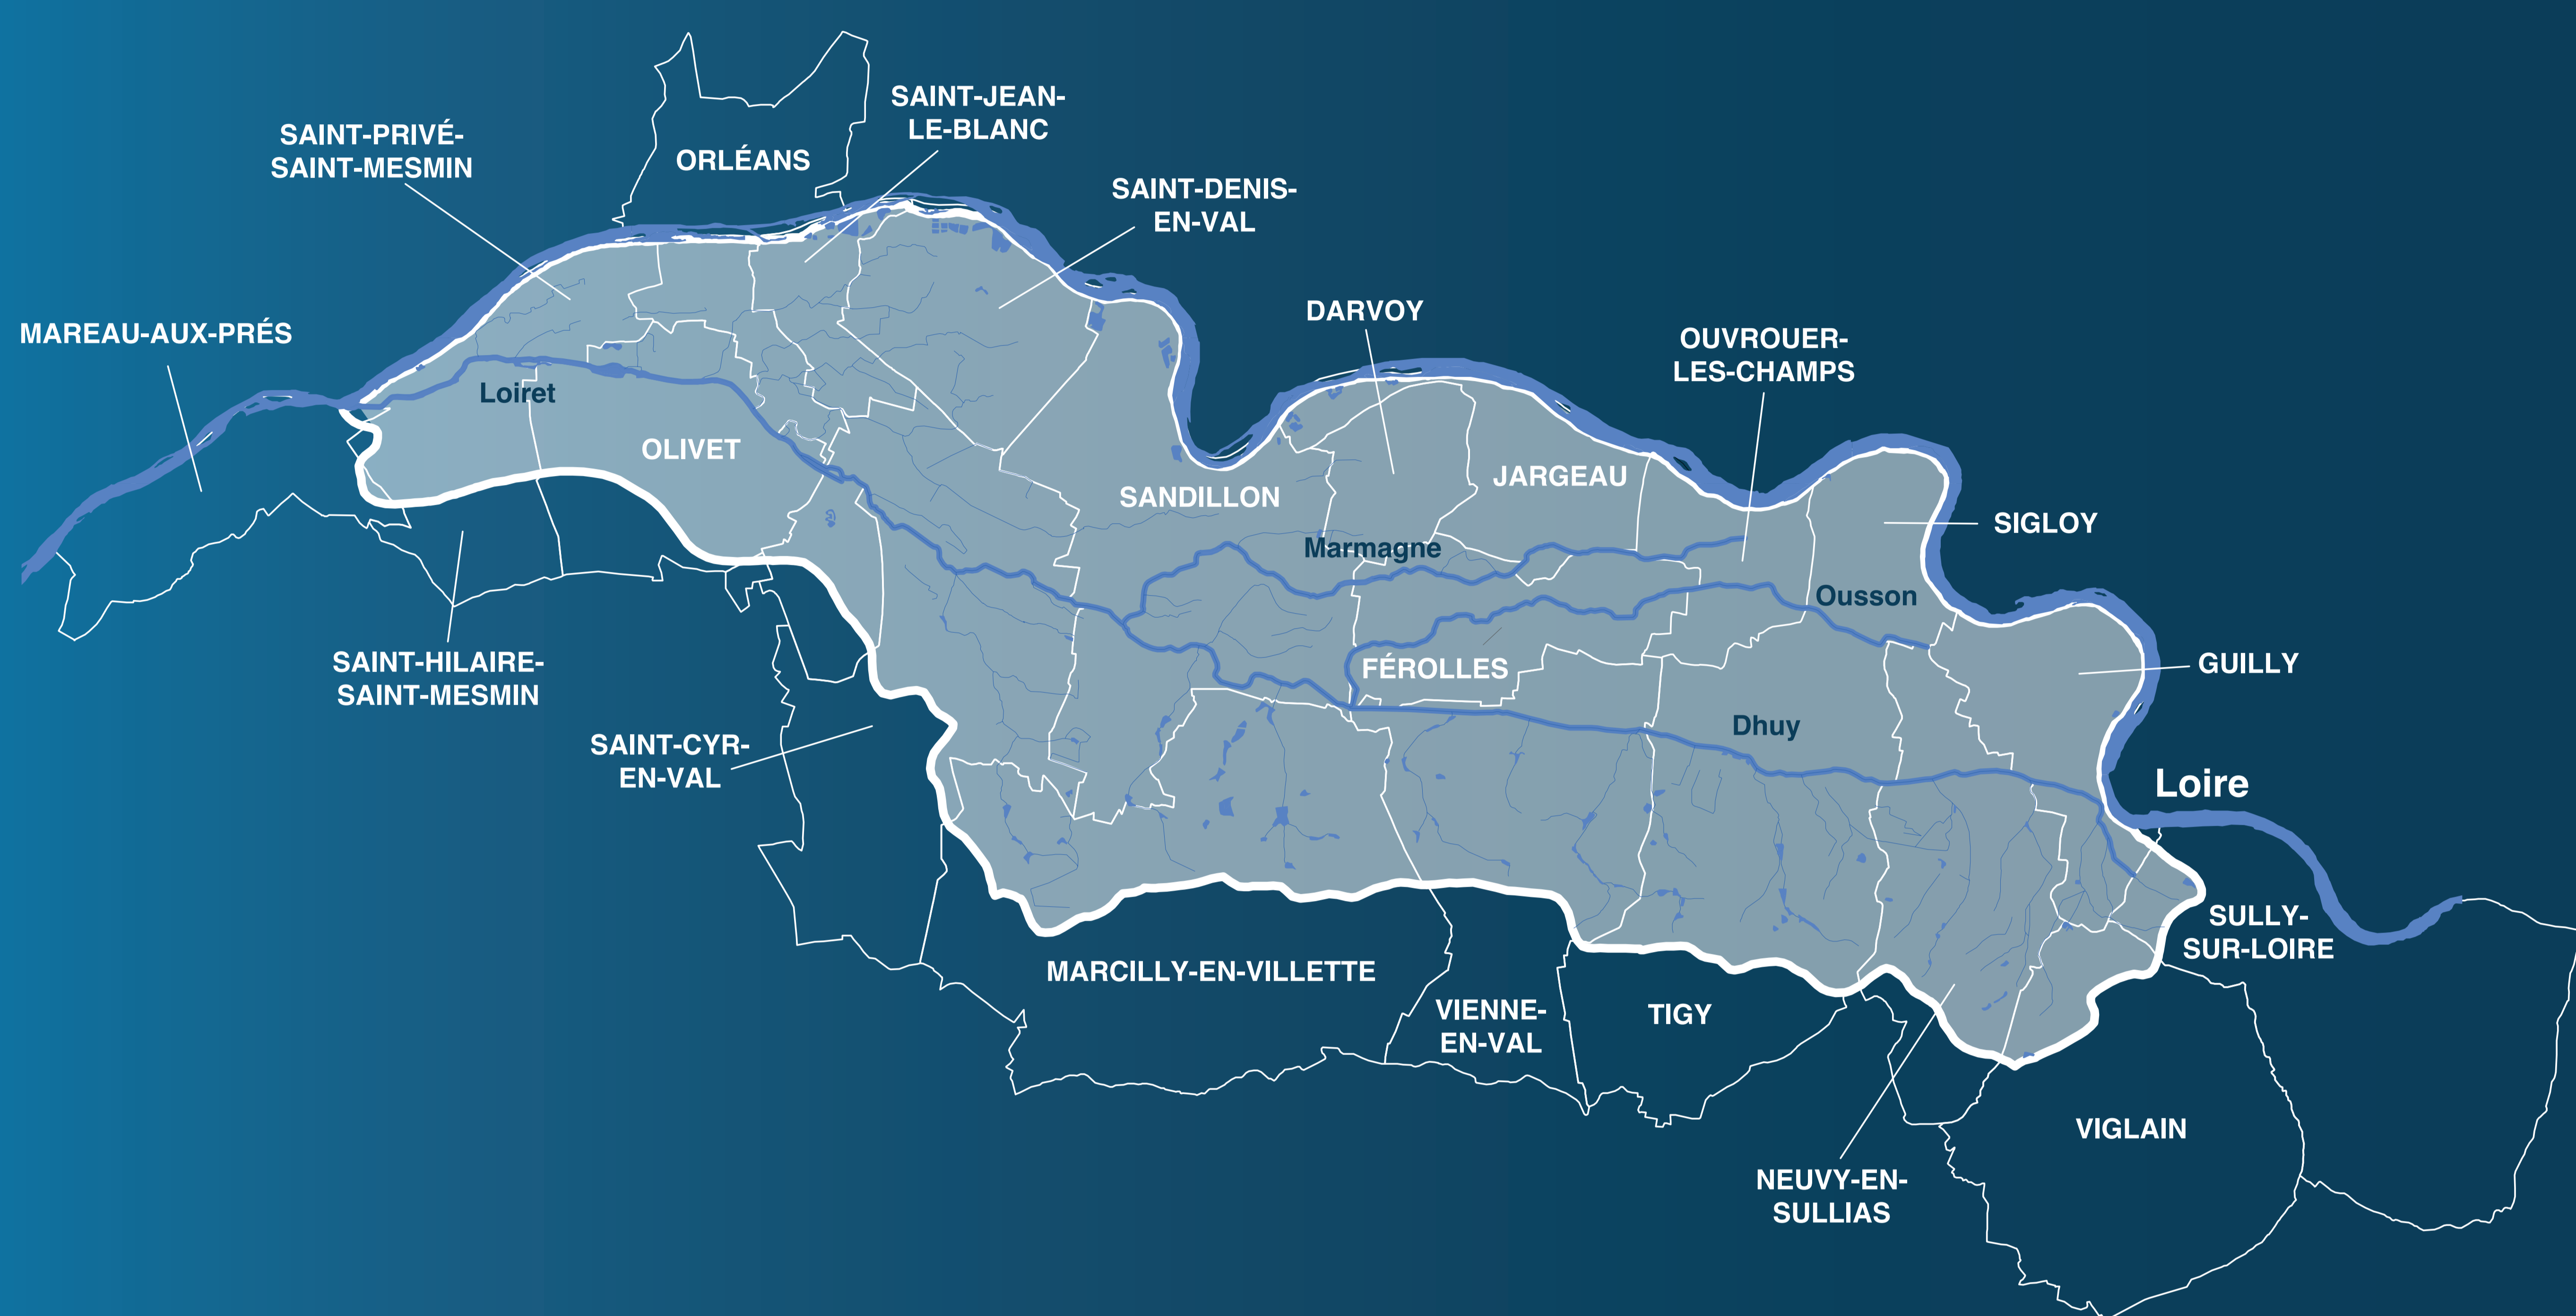 SAINT-JEAN-
LE-BLANC
SAINT-PRIVÉ-
SAINT-MESMIN
ORLÉANS
SAINT-DENIS-
EN-VAL
MAREAU-AUX-PRÉS
DARVOY
OUVROUER-
LES-CHAMPS
Loiret
OLIVET
SANDILLON
JARGEAU
SIGLOY
Marmagne
Ousson
SAINT-HILAIRE-
SAINT-MESMIN
FÉROLLES
GUILLY
SAINT-CYR-
EN-VAL
Dhuy
Loire
SULLY-
SUR-LOIRE
MARCILLY-EN-VILLETTE
VIENNE-
EN-VAL
TIGY
VIGLAIN
NEUVY-EN-
SULLIAS